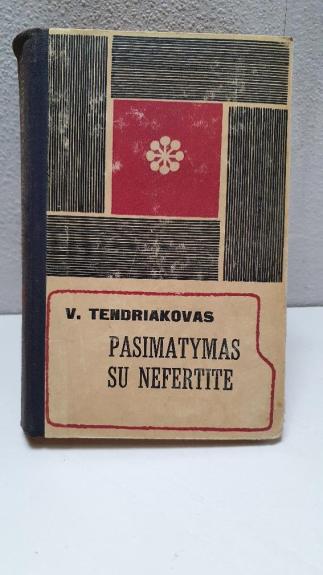 V. TENDRIAKOVAS
PASIMATYMAS
SU NEFERTITE